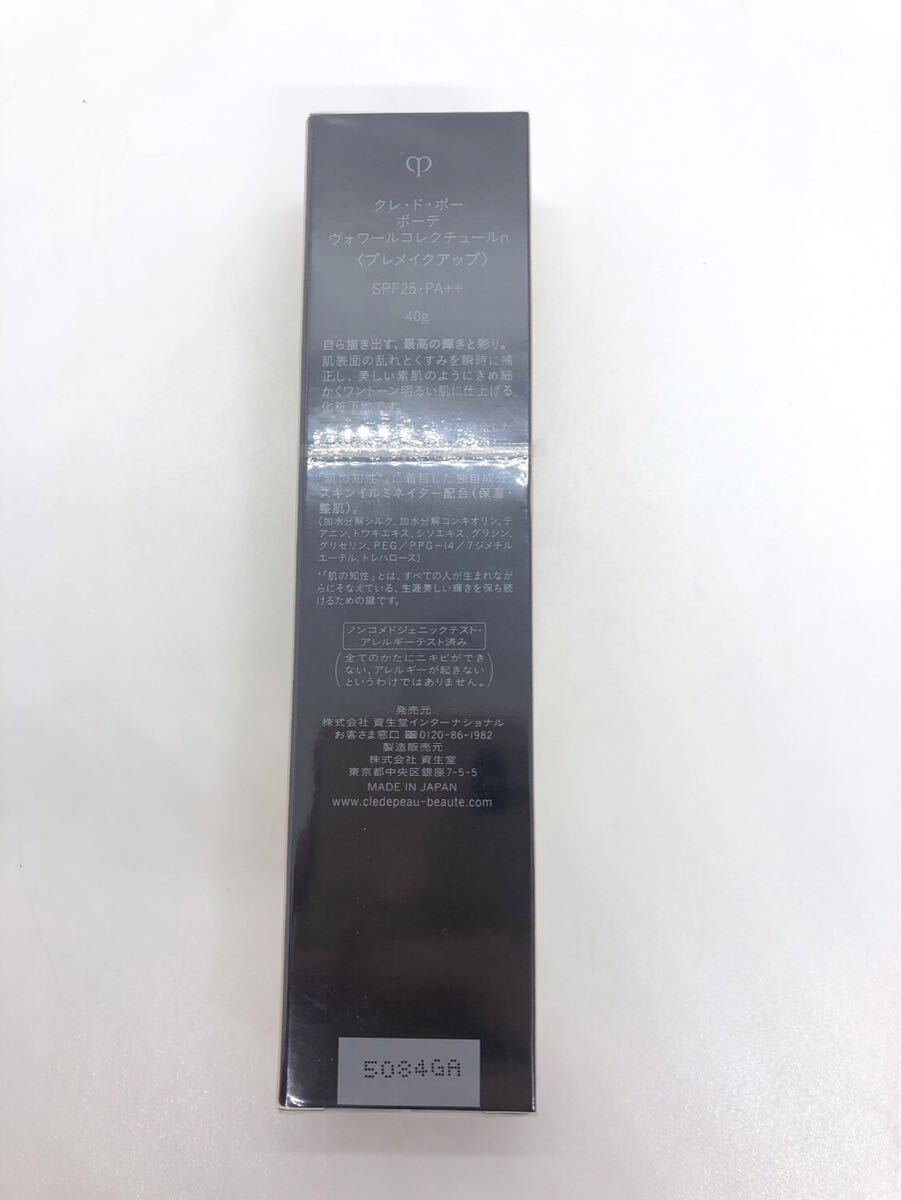 クレ・ド・ポー
ボーテ
ヴォワールコレクチュールn
〈プレメイクアップ〉
SPF25・PA++
40g
自ら描き出す、最高の輝きと彩り。
肌表面の乱れとくすみを瞬時に補
正し、美しい素肌のようにきめ細
かくワントーン明るい肌に仕上げる
化粧下地です。
"肌の知性*"に着目した独自成分
スキンイルミネイター配合(保湿・
整肌)。
(加水分解シルク、加水分解コンキオリン、テ
アニン、トウキエキス、シソエキス、グリシン、
グリセリン、PEG/PPG-14/7ジメチル
エーテル、トレハロース)
*「肌の知性」とは、すべての人が生まれなが
らにそなえている、生涯美しい輝きを保ち続
けるための鍵です。
ノンコメドジェニックテスト・
アレルギーテスト済み
(全てのかたにニキビができ
ない、アレルギーが起きない
というわけではありません。)
発売元
株式会社 資生堂インターナショナル
お客さま窓口 0120-86-1982
製造販売元
株式会社 資生堂
東京都中央区銀座7-5-5
MADE IN JAPAN
www.cledepeau-beaute.com
5084GA